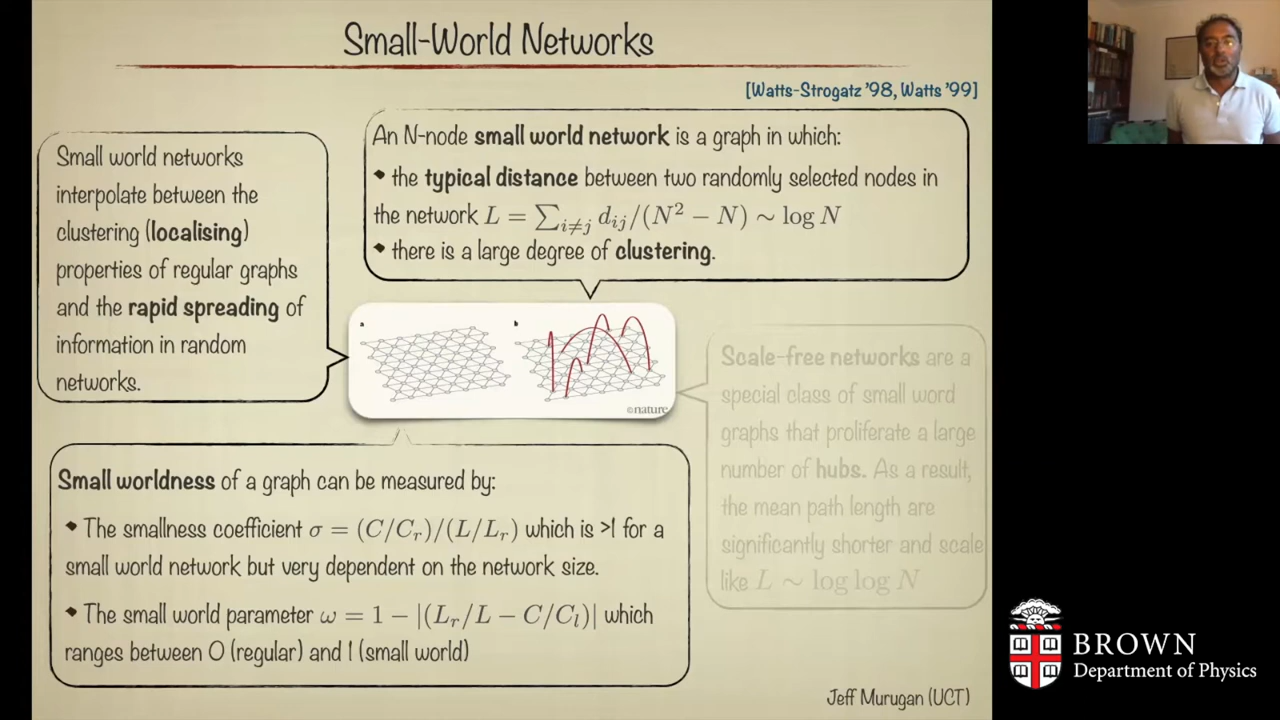 Small-World Networks
[Watts-Strogatz '98, Watts '99]
Small world networks
interpolate between the
clustering (localising)
properties of regular graphs
and the rapid spreading of
information in random
networks.
An N-node small world network is a graph in which:
the typical distance between two randomly selected nodes in
the network L = ∑_{i≠j} d_{ij}/(N² − N) ∼ log N
there is a large degree of clustering.
a
b
©nature
Scale-free networks are a
special class of small word
graphs that proliferate a large
number of hubs. As a result,
the mean path length are
significantly shorter and scale
like L ∼ log log N
Small worldness of a graph can be measured by:
The smallness coefficient σ = (C/C_r)/(L/L_r) which is >1 for a
small world network but very dependent on the network size.
The small world parameter ω = 1 − |(L_r/L − C/C_l)| which
ranges between 0 (regular) and 1 (small world)
Jeff Murugan (UCT)
BROWN
Department of Physics